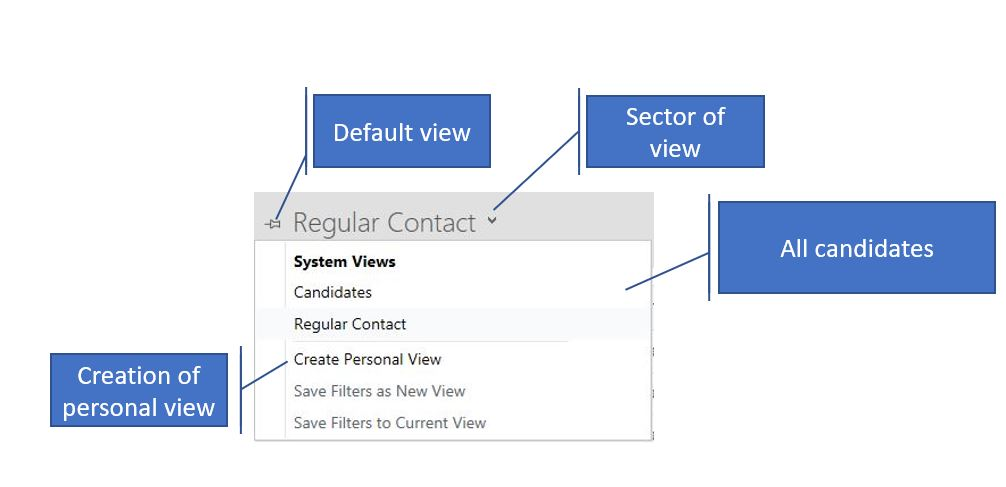 Default view
Sector of
view
Regular Contact
All candidates
System Views
Candidates
Regular Contact
Create Personal View
Save Filters as New View
Save Filters to Current View
Creation of
personal view